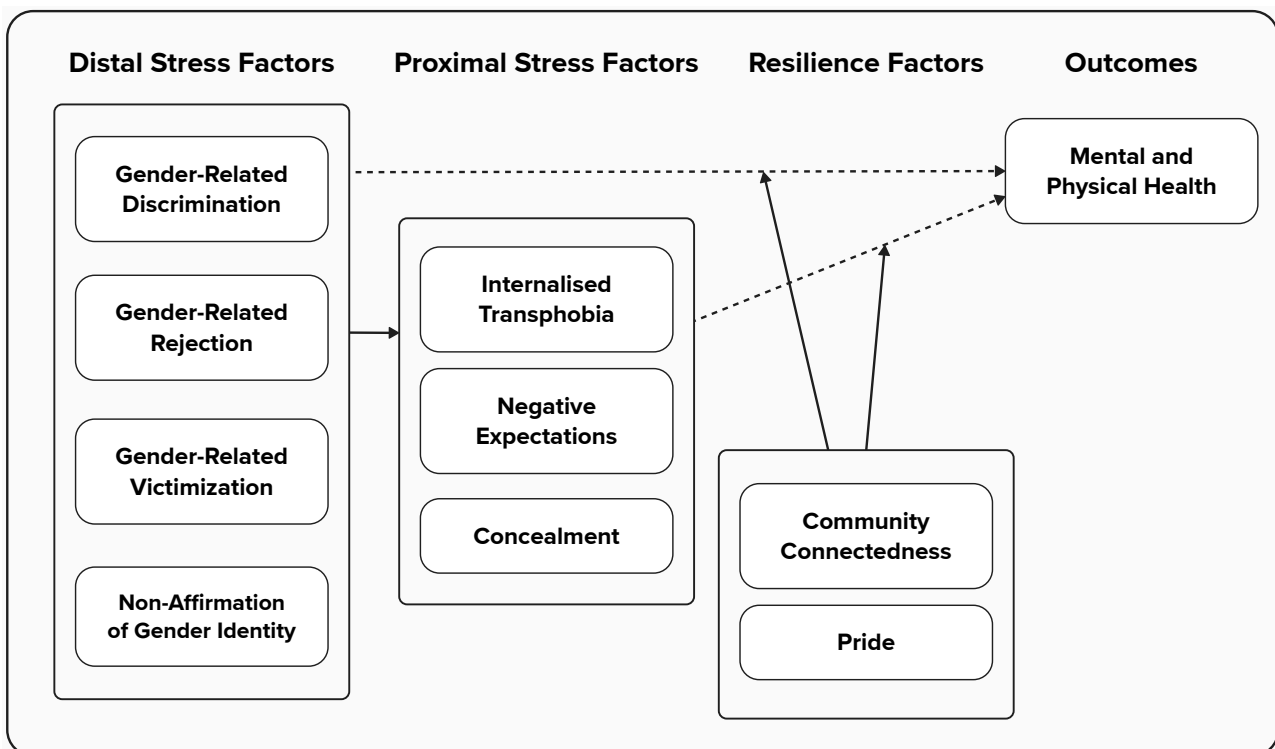 Distal Stress Factors
Proximal Stress Factors
Resilience Factors
Outcomes
Gender-Related
Discrimination
Gender-Related
Rejection
Gender-Related
Victimization
Non-Affirmation
of Gender Identity
Internalised
Transphobia
Negative
Expectations
Concealment
Community
Connectedness
Pride
Mental and
Physical Health